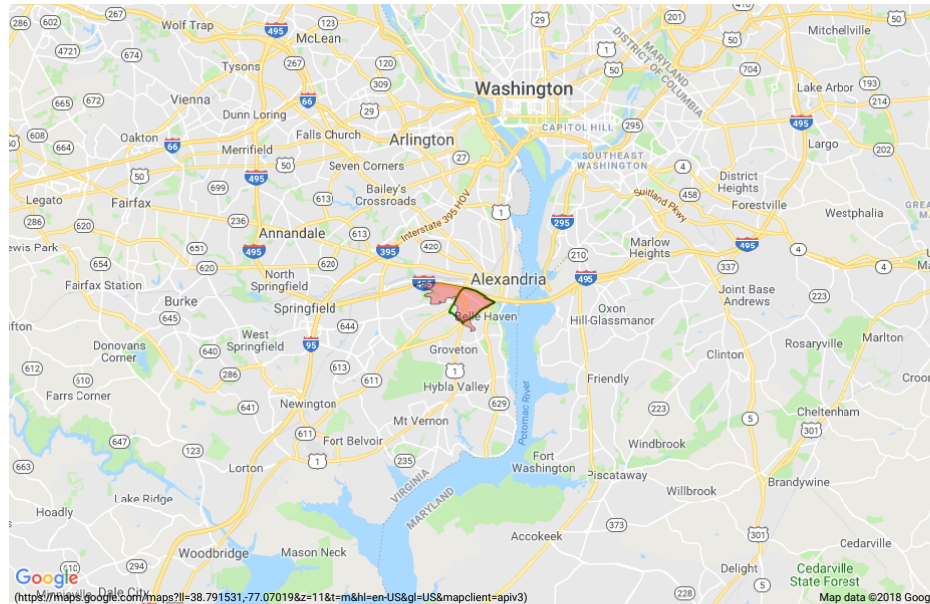 286
602
Wolf Trap
123
29
201
Mitchellville
495
McLean
1
50
4721
674
267
Tysons
267
120
50
MARYLAND
DISTRICT OF COLUMBIA
50
704
309
Washington
Lake Arbor
193
665
672
Vienna
66
214
Dunn Loring
29
CAPITOL HILL
295
495
608
Oakton
66
Falls Church
Arlington
Largo
202
664
Merrifield
50
27
SOUTHEAST
WASHINGTON
4
50
Seven Corners
District
Heights
699
495
Bailey's
Crossroads
458
Legato
Fairfax
613
Interstate 395 HOV
1
Suitland Pkwy
Forestville
286
236
295
Westphalia
Annandale
613
Marlow
Heights
495
651
495
395
420
210
4
4
654
620
620
North
Springfield
620
495
Alexandria
495
337
Fairfax Station
Burke
Springfield
Oxon
Hill-Glassmanor
Joint Base
Andrews
223
645
644
Belle Haven
West
Springfield
95
Rosaryville
Donovans
Corner
640
Groveton
Marlton
612
286
613
611
1
Clinton
610
Hybla Valley
Friendly
Farrs Corner
641
Newington
629
223
Potomac River
5
Cheltenham
Mt Vernon
301
647
611
Fort Belvoir
123
Windbrook
663
1
235
Fort
Washington
Lorton
VIRGINIA
MARYLAND
Piscataway
Willbrook
Brandywine
Lake Ridge
Hoadly
373
Accokeek
301
Woodbridge
Mason Neck
Cedarville
294
Delight
5
Cedarville
State Forest
Google
Dale City
(https://maps.google.com/maps?ll=38.791531,-77.07019&z=11&t=m&hl=en-US&gl=US&mapclient=apiv3)
Map data ©2018 Goog